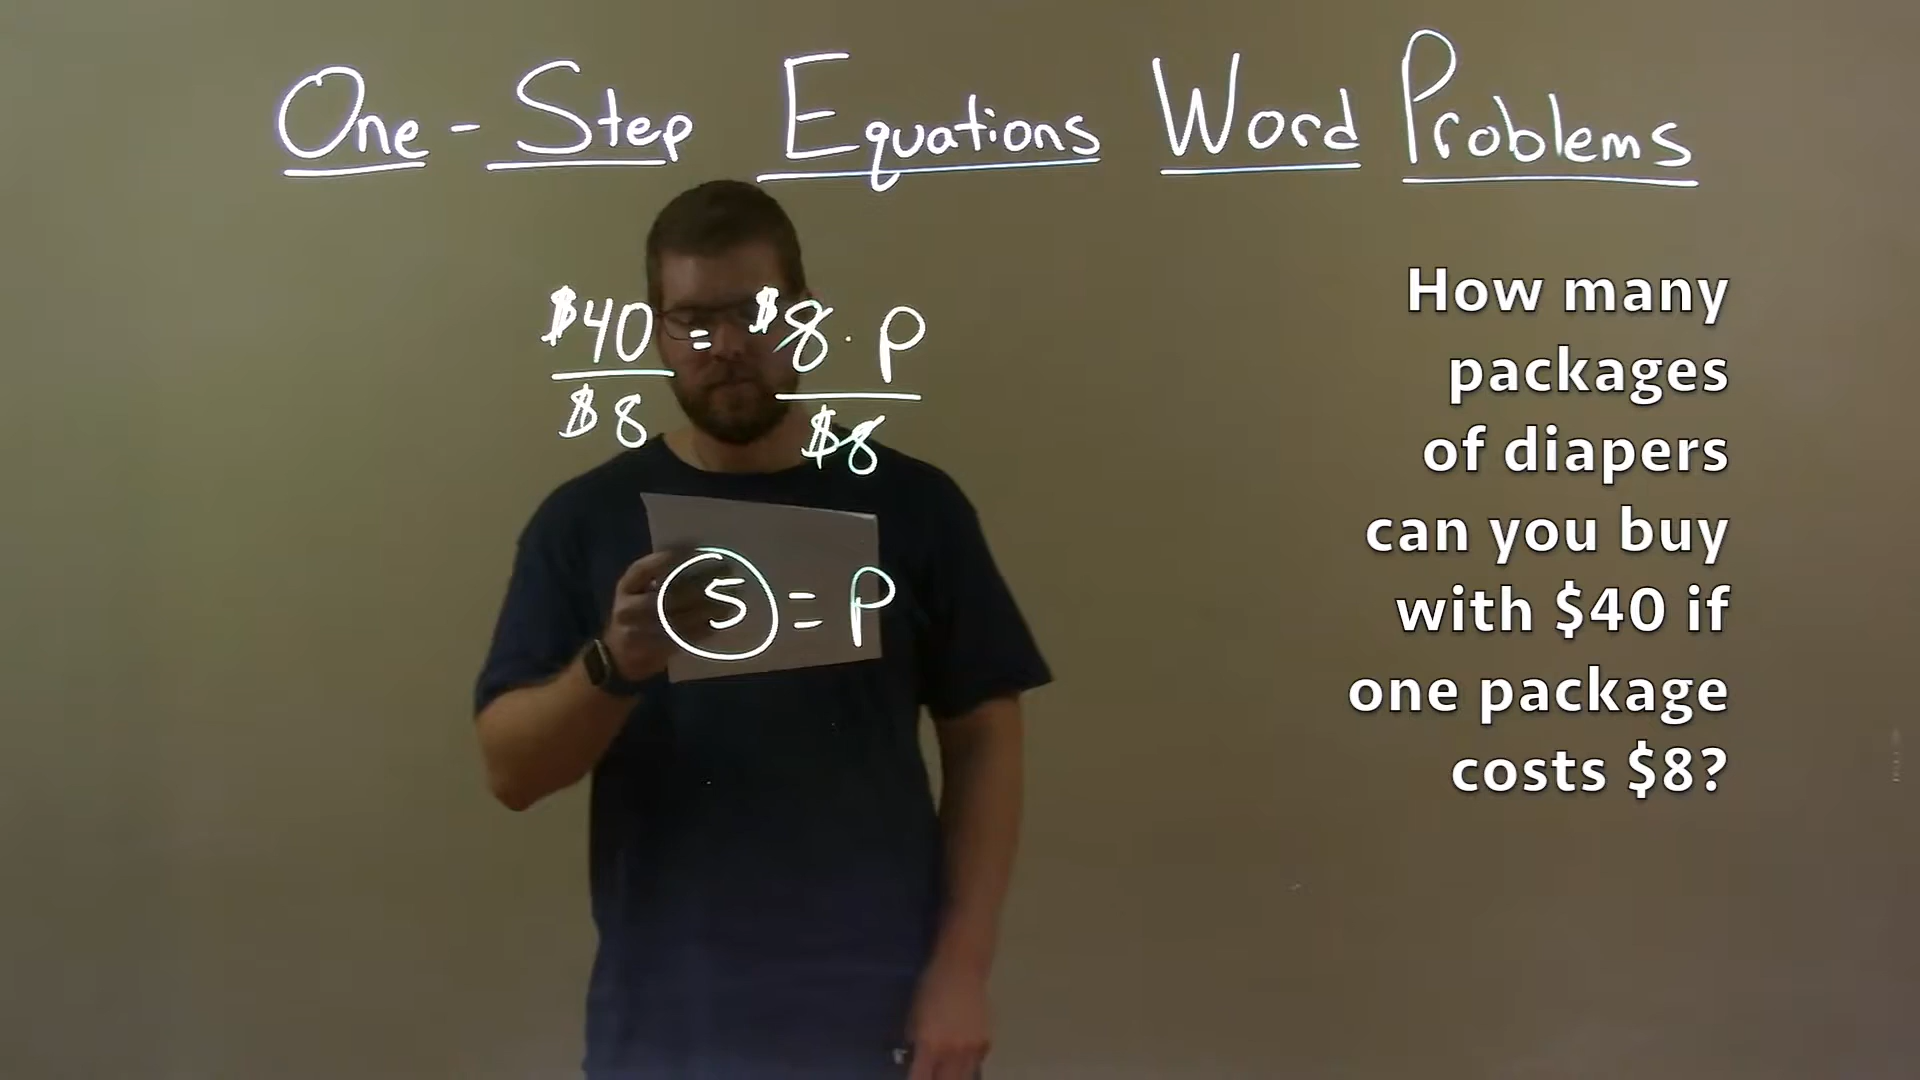 One-Step Equations Word Problems
$40 = $8 · P
$8 $8
5 = P
How many
packages
of diapers
can you buy
with $40 if
one package
costs $8?